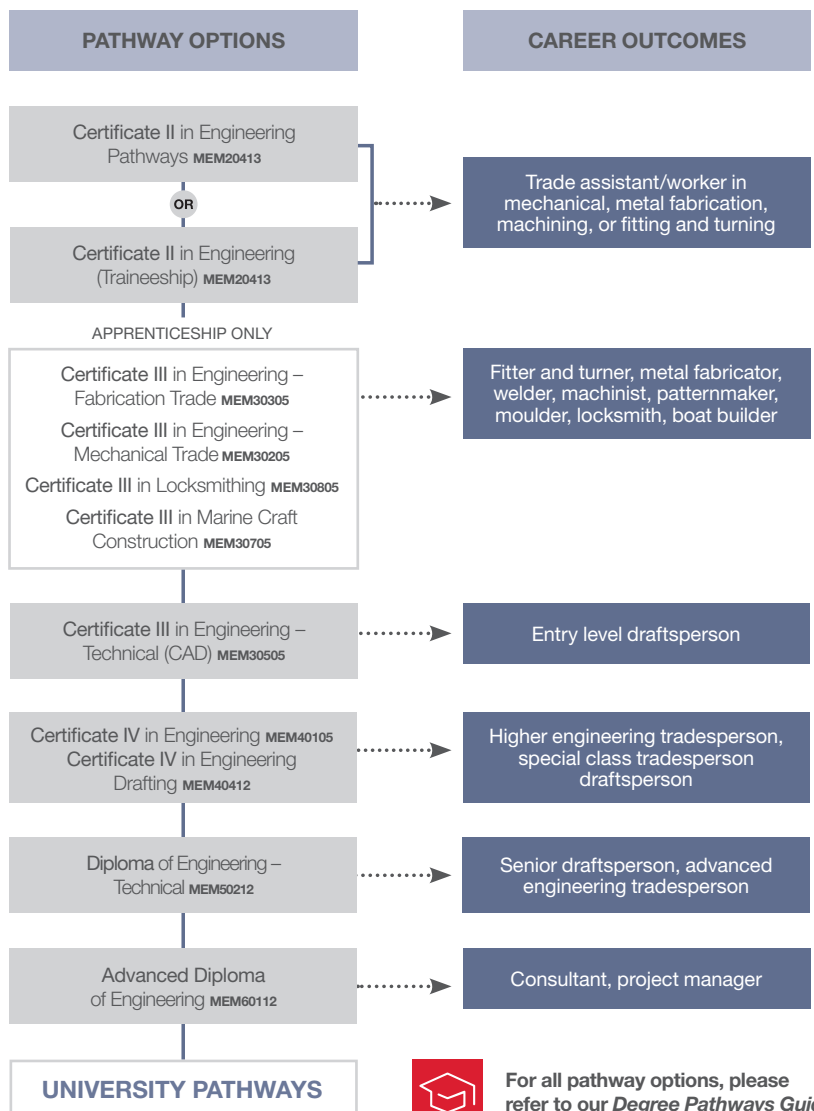 PATHWAY OPTIONS
CAREER OUTCOMES
Certificate II in Engineering
Pathways MEM20413
OR
Certificate II in Engineering
(Traineeship) MEM20413
Trade assistant/worker in
mechanical, metal fabrication,
machining, or fitting and turning
APPRENTICESHIP ONLY
Certificate III in Engineering –
Fabrication Trade MEM30305
Certificate III in Engineering –
Mechanical Trade MEM30205
Certificate III in Locksmithing MEM30805
Certificate III in Marine Craft
Construction MEM30705
Fitter and turner, metal fabricator,
welder, machinist, patternmaker,
moulder, locksmith, boat builder
Certificate III in Engineering –
Technical (CAD) MEM30505
Entry level draftsperson
Certificate IV in Engineering MEM40105
Certificate IV in Engineering
Drafting MEM40412
Higher engineering tradesperson,
special class tradesperson
draftsperson
Diploma of Engineering –
Technical MEM50212
Senior draftsperson, advanced
engineering tradesperson
Advanced Diploma
of Engineering MEM60112
Consultant, project manager
UNIVERSITY PATHWAYS
For all pathway options, please
refer to our Degree Pathways Guid